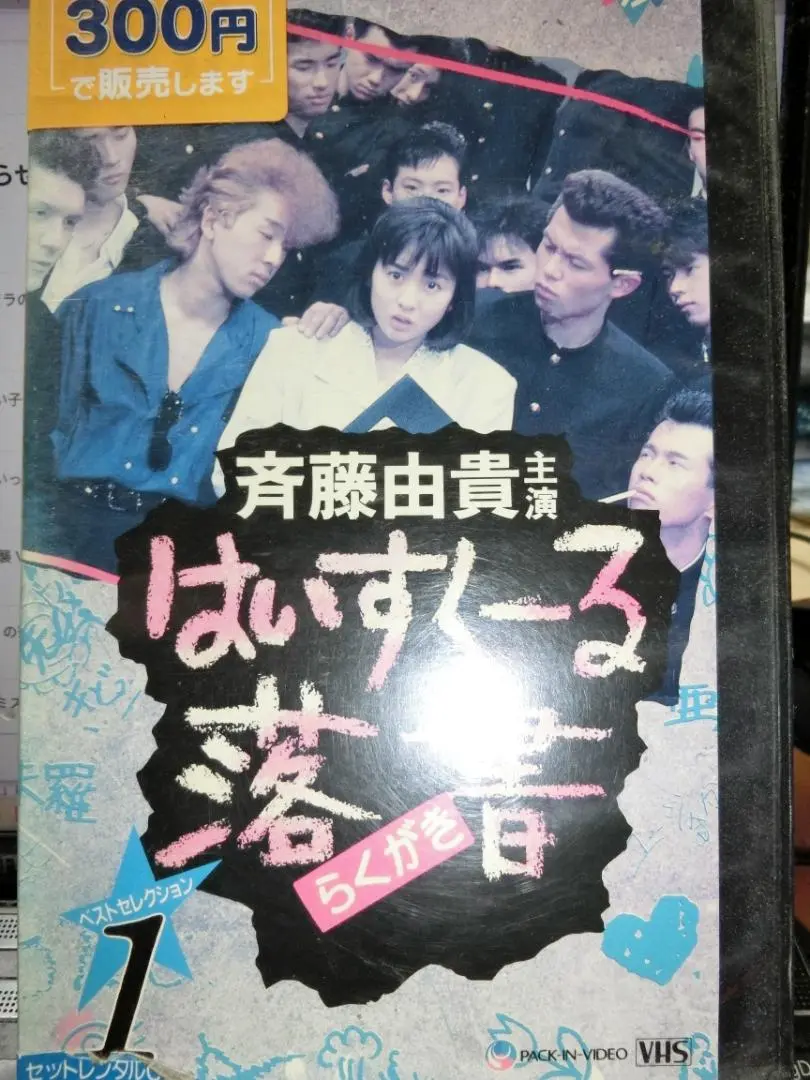 300円
で販売します
斉藤由貴主演
はいすくーる
落書
らくがき
ベストセレクション
1
セットレンタル
PACK-IN-VIDEO VHS
羅
亜